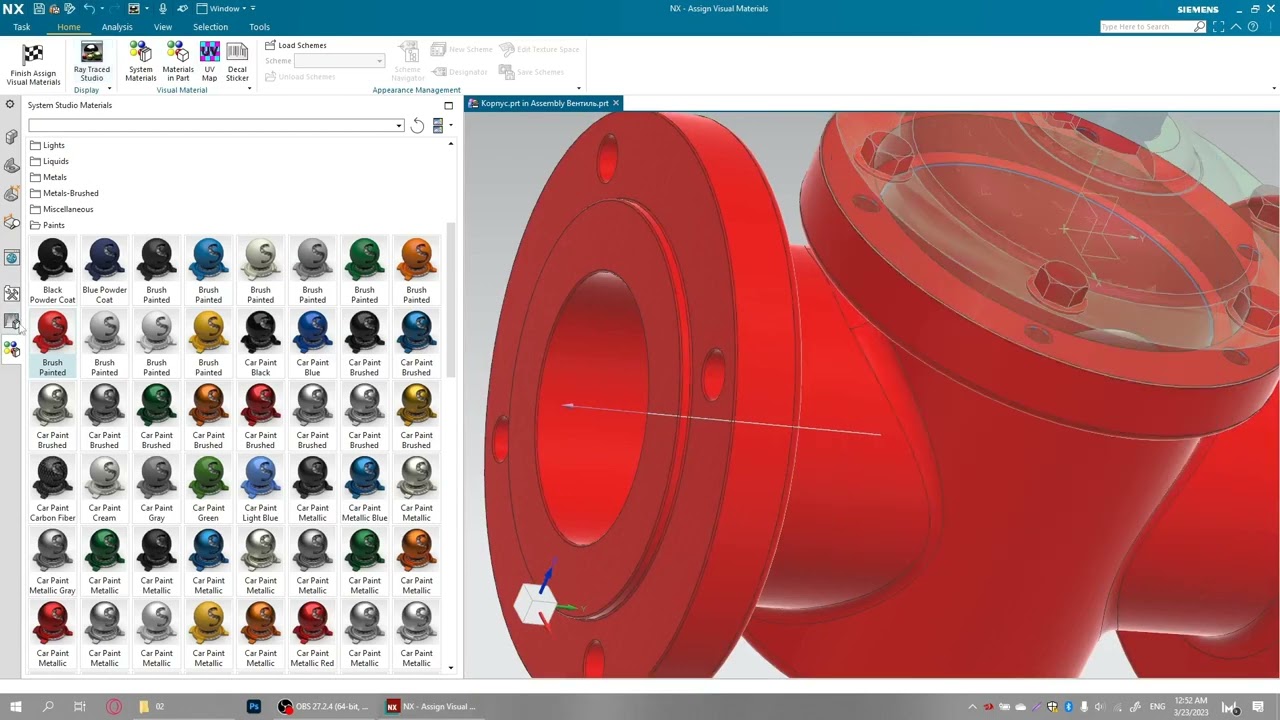 NX
Window
NX - Assign Visual Materials
SIEMENS
Task
Home
Analysis
View
Selection
Tools
Type Here to Search
Finish Assign
Visual Materials
Ray Traced
Studio
Display
System
Materials
Materials
in Part
UV
Map
Decal
Sticker
Visual Material
Load Schemes
Scheme
Unload Schemes
Scheme
Navigator
New Scheme
Designator
Edit Texture Space
Save Schemes
Appearance Management
System Studio Materials
Корпус.prt in Assembly Вентиль.prt
Lights
Liquids
Metals
Metals-Brushed
Miscellaneous
Paints
Black Powder Coat
Blue Powder Coat
Brush Painted
Brush Painted
Brush Painted
Brush Painted
Brush Painted
Brush Painted
Brush Painted
Brush Painted
Brush Painted
Brush Painted
Car Paint Black
Car Paint Blue
Car Paint Brushed
Car Paint Brushed
Car Paint Brushed
Car Paint Brushed
Car Paint Brushed
Car Paint Brushed
Car Paint Brushed
Car Paint Brushed
Car Paint Brushed
Car Paint Brushed
Car Paint Carbon Fiber
Car Paint Cream
Car Paint Gray
Car Paint Green
Car Paint Light Blue
Car Paint Metallic
Car Paint Metallic Blue
Car Paint Metallic
Car Paint Metallic Gray
Car Paint Metallic
Car Paint Metallic
Car Paint Metallic
Car Paint Metallic
Car Paint Metallic
Car Paint Metallic
Car Paint Metallic
Car Paint Metallic
Car Paint Metallic
Car Paint Metallic
Car Paint Metallic
Car Paint Metallic
Car Paint Metallic Red
Car Paint Metallic
Car Paint Metallic
Y
Y
02
Ps
OBS 27.2.4 (64-bit, ...
NX - Assign Visual ...
ENG
12:52 AM
3/23/2023